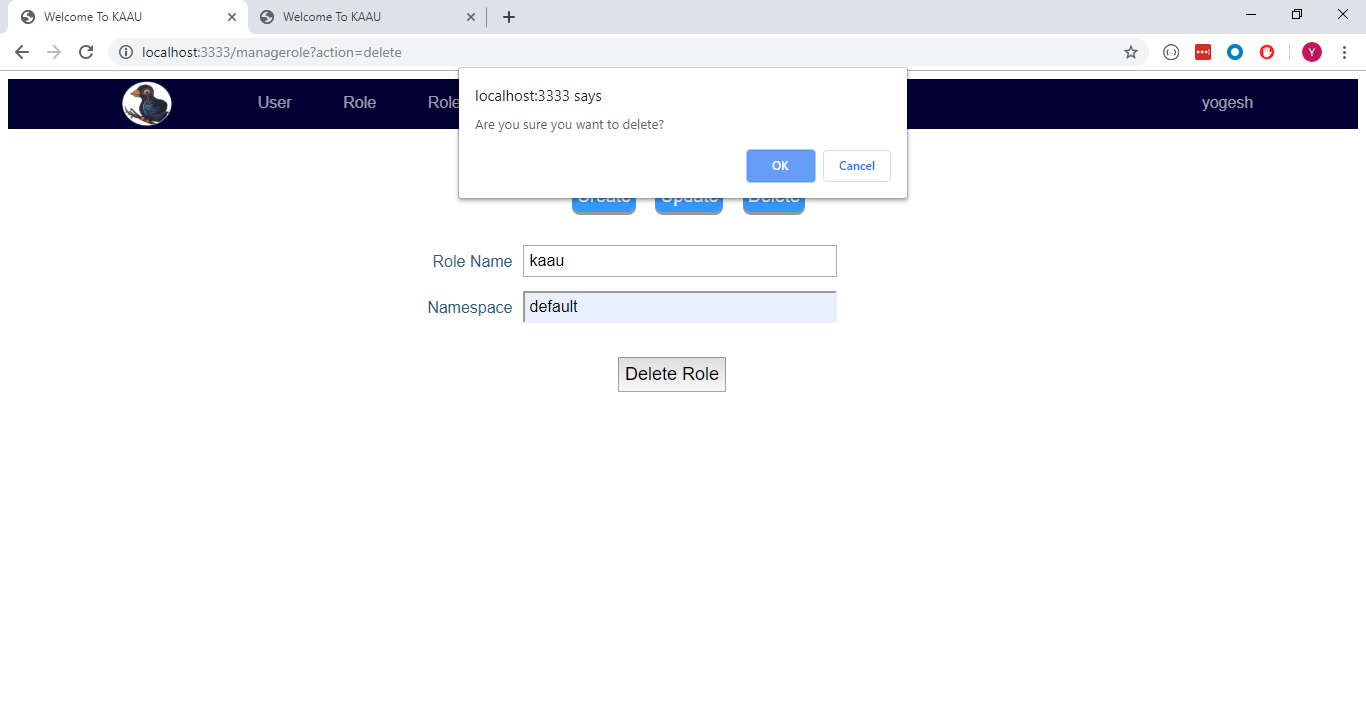 Welcome To KAAU
Welcome To KAAU
localhost:3333/managerole?action=delete
Y
User
Role
Role
yogesh
localhost:3333 says
Are you sure you want to delete?
OK
Cancel
Create
Update
Delete
Role Name
kaau
Namespace
default
Delete Role